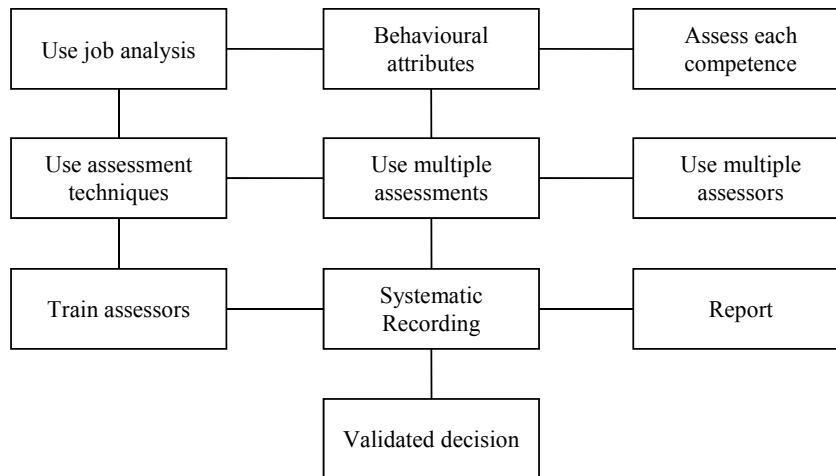 Use job analysis
Behavioural
attributes
Assess each
competence
Use assessment
techniques
Use multiple
assessments
Use multiple
assessors
Train assessors
Systematic
Recording
Report
Validated decision